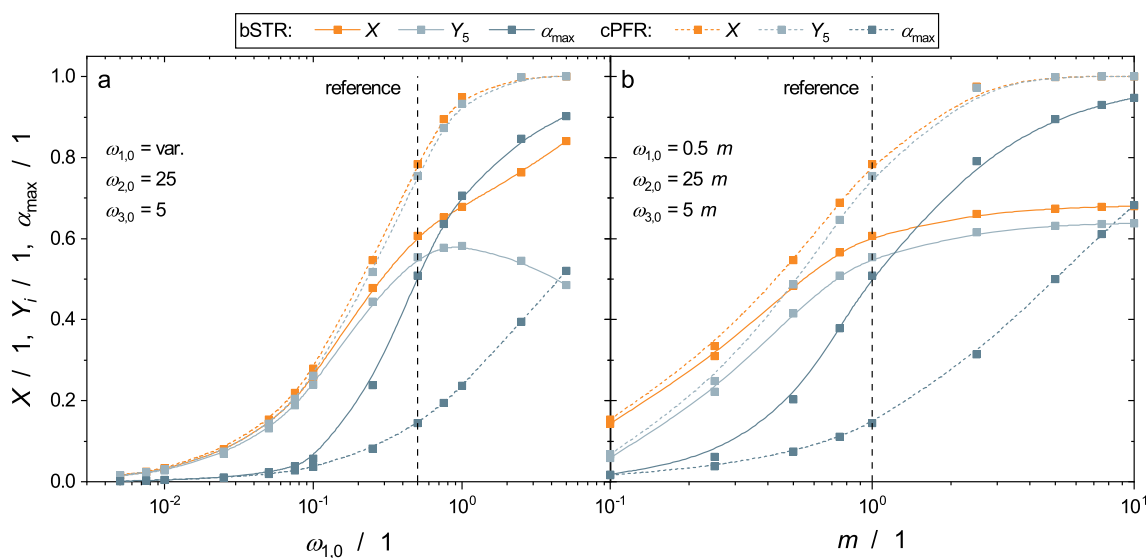 bSTR: X Y₅ αmax cPFR: X Y₅ αmax
X / 1, Yᵢ / 1, αmax / 1
a
reference
ω₁,₀ = var.
ω₂,₀ = 25
ω₃,₀ = 5
1.0
0.8
0.6
0.4
0.2
0.0
10⁻² 10⁻¹ 10⁰
ω₁,₀ / 1
b
reference
ω₁,₀ = 0.5 m
ω₂,₀ = 25 m
ω₃,₀ = 5 m
10⁻¹ 10⁰ 10¹
m / 1